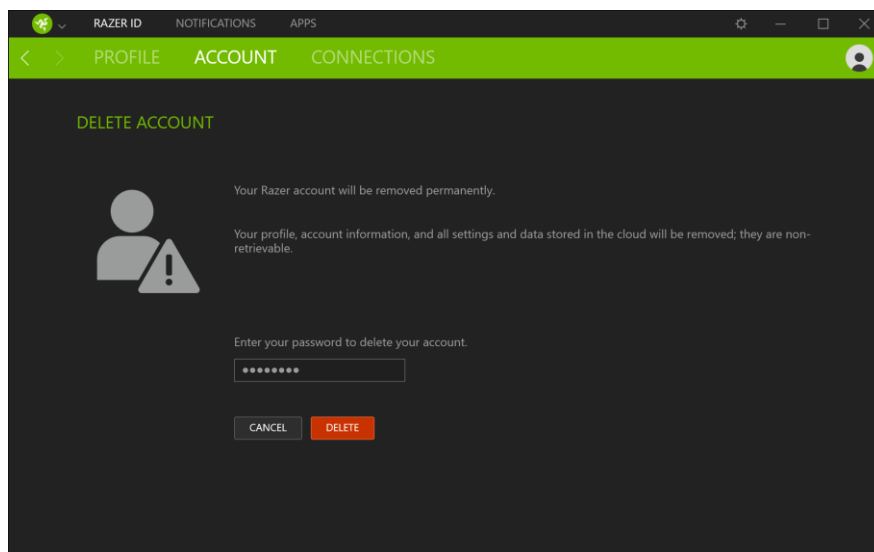 RAZER ID NOTIFICATIONS APPS
PROFILE ACCOUNT CONNECTIONS
DELETE ACCOUNT
Your Razer account will be removed permanently.
Your profile, account information, and all settings and data stored in the cloud will be removed; they are non-
retrievable.
Enter your password to delete your account.
CANCEL DELETE